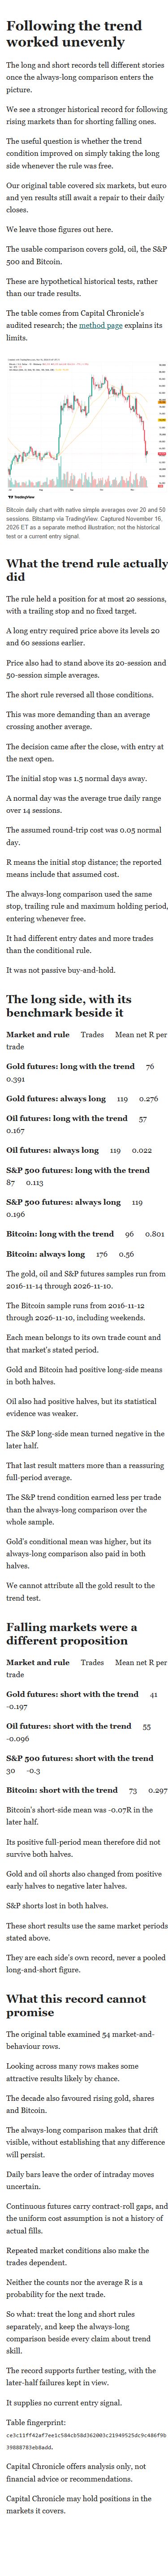 Following the trend
worked unevenly
The long and short records tell different stories
once the always-long comparison enters the
picture.
We see a stronger historical record for following
rising markets than for shorting falling ones.
The useful question is whether the trend
condition improved on simply taking the long
side whenever the rule was free.
Our original table covered six markets, but euro
and yen results still await a repair to their daily
closes.
We leave those figures out here.
The usable comparison covers gold, oil, the S&P
500 and Bitcoin.
These are hypothetical historical tests, rather
than our trade results.
The table comes from Capital Chronicle's
audited research; the method page explains its
limits.
TradingView
Bitcoin daily chart with native simple averages over 20 and 50
sessions. Bitstamp via TradingView. Captured November 16,
2026 ET as a separate method illustration, not the historical
test or a current entry signal.
What the trend rule actually
did
The rule held a position for at most 20 sessions,
with a trailing stop and no fixed target.
A long entry required price above its levels 20
and 60 sessions earlier.
Price also had to stand above its 20-session and
50-session simple averages.
The short rule reversed all those conditions.
This was more demanding than an average
crossing another average.
The decision came after the close, with entry at
the next open.
The initial stop was 1.5 normal days away.
A normal day was the average true daily range
over 14 sessions.
The assumed round-trip cost was 0.05 normal
day.
R means the initial stop distance; the reported
means include that assumed cost.
The always-long comparison used the same
stop, trailing rule and maximum holding period,
entering whenever free.
It had different entry dates and more trades
than the conditional rule.
It was not passive buy-and-hold.
The long side, with its
benchmark beside it
Market and rule Trades Mean net R per
trade
Gold futures: long with the trend 76
0.391
Gold futures: always long 119 0.276
Oil futures: long with the trend 57
0.167
Oil futures: always long 119 0.022
S&P 500 futures: long with the trend
87 0.113
S&P 500 futures: always long 119
0.196
Bitcoin: long with the trend 96 0.801
Bitcoin: always long 176 0.56
The gold, oil and S&P futures samples run from
2016-11-14 through 2026-11-10.
The Bitcoin sample runs from 2016-11-12
through 2026-11-10, including weekends.
Each mean belongs to its own trade count and
that market's stated period.
Gold and Bitcoin had positive long-side means
in both halves.
Oil also had positive halves, but its statistical
evidence was weaker.
The S&P long-side mean turned negative in the
later half.
That last result matters more than a reassuring
full-period average.
The S&P trend condition earned less per trade
than the always-long comparison over the
whole sample.
Gold's conditional mean was higher, but its
always-long comparison also paid in both
halves.
We cannot attribute all the gold result to the
trend test.
Falling markets were a
different proposition
Market and rule Trades Mean net R per
trade
Gold futures: short with the trend 41
-0.197
Oil futures: short with the trend 55
-0.096
S&P 500 futures: short with the trend
30 -0.3
Bitcoin: short with the trend 73 0.297
Bitcoin's short-side mean was -0.07R in the
later half.
Its positive full-period mean therefore did not
survive both halves.
Gold and oil shorts also changed from positive
early halves to negative later halves.
S&P shorts lost in both halves.
These short results use the same market periods
stated above.
They are each side's own record, never a pooled
long-and-short figure.
What this record cannot
promise
The original table examined 54 market-and-
behaviour rows.
Looking across many rows makes some
attractive results likely by chance.
The decade also favoured rising gold, shares
and Bitcoin.
The always-long comparison makes that drift
visible, without establishing that any difference
will persist.
Daily bars leave the order of intraday moves
uncertain.
Continuous futures carry contract-roll gaps, and
the uniform cost assumption is not a history of
actual fills.
Repeated market conditions also make the
trades dependent.
Neither the counts nor the average R is a
probability for the next trade.
So what: treat the long and short rules
separately, and keep the always-long
comparison beside every claim about trend
skill.
The record supports further testing, with the
later-half failures kept in view.
It supplies no current entry signal.
Table fingerprint:
Capital Chronicle offers analysis only, not
financial advice or recommendations.
Capital Chronicle may hold positions in the
markets it covers.